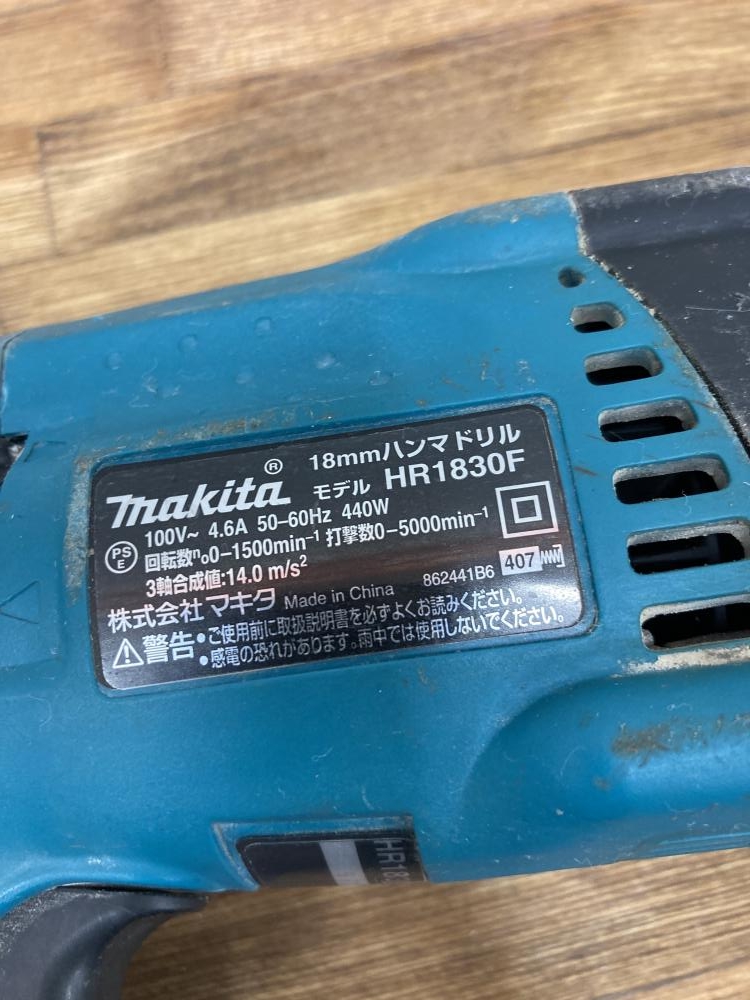 makita®
18mmハンマドリル
モデル HR1830F
PS E
100V~ 4.6A 50-60Hz 440W
回転数n₀0-1500min⁻¹ 打撃数0-5000min⁻¹
3軸合成値:14.0 m/s²
株式会社マキタ Made in China 862441B6 407
警告 •ご使用前に取扱説明書を必ずよくお読みください。
•感電の恐れがあります。雨中では使用しないでください。
HR18